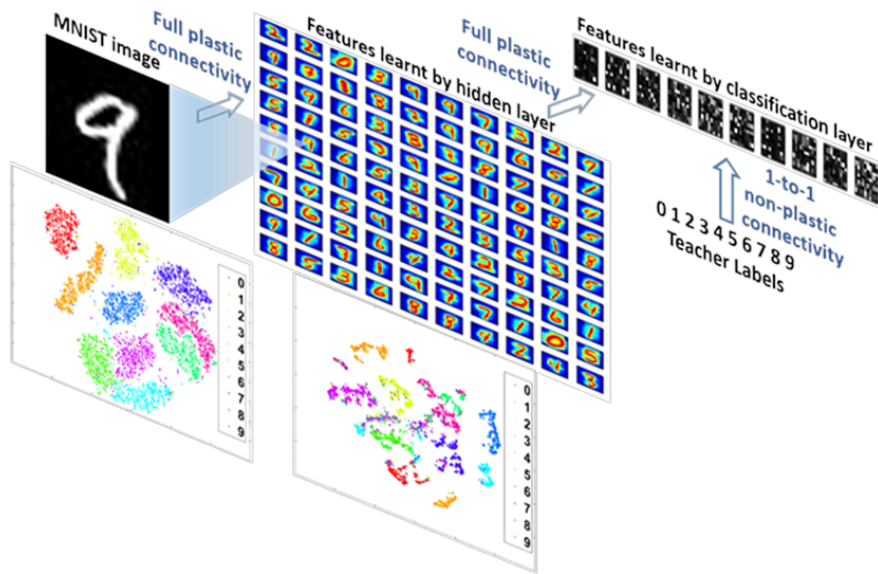 MNIST image
Full plastic
connectivity
Features learnt by hidden layer
Full plastic
connectivity
Features learnt by classification layer
1-to-1
non-plastic
connectivity
0 1 2 3 4 5 6 7 8 9
Teacher Labels
0
1
2
3
4
5
6
7
8
9
0
1
2
3
4
5
6
7
8
9